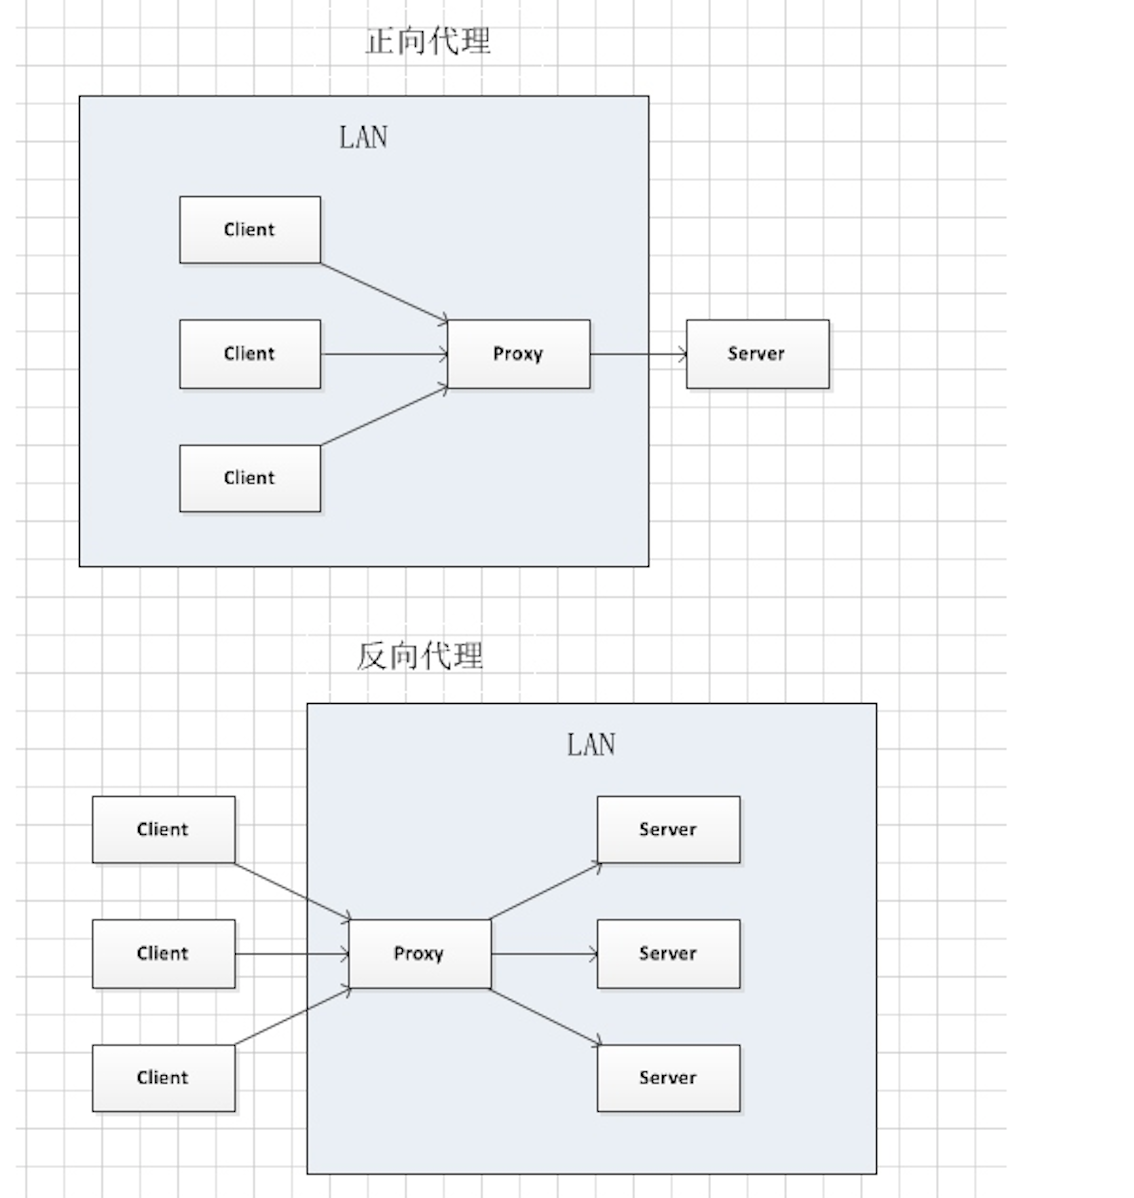 正向代理
LAN
Client
Client
Proxy
Server
Client
反向代理
LAN
Client
Server
Client
Proxy
Server
Client
Server